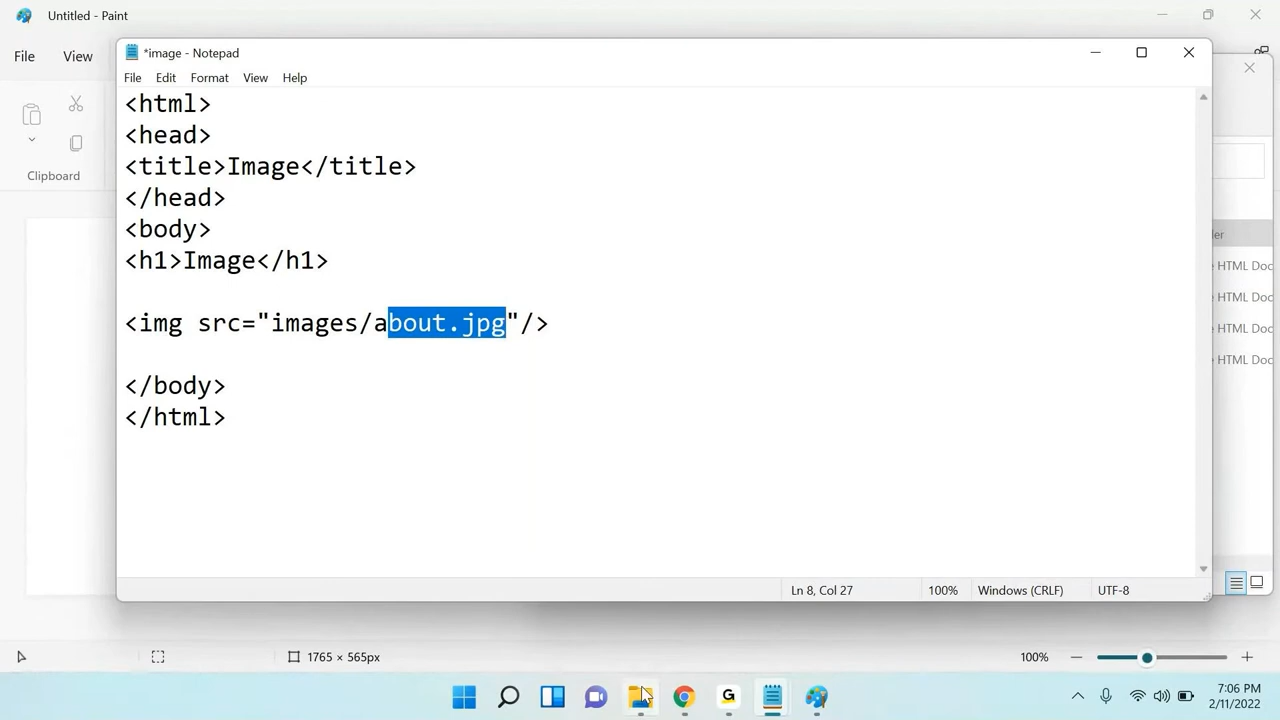 Untitled - Paint
File View
Clipboard
*image - Notepad
File Edit Format View Help
<html>
<head>
<title>Image</title>
</head>
<body>
<h1>Image</h1>
<img src="images/about.jpg"/>
</body>
</html>
HTML Doc
HTML Doc
HTML Doc
HTML Doc
Ln 8, Col 27 100% Windows (CRLF) UTF-8
1765 × 565px 100%
G
7:06 PM
2/11/2022